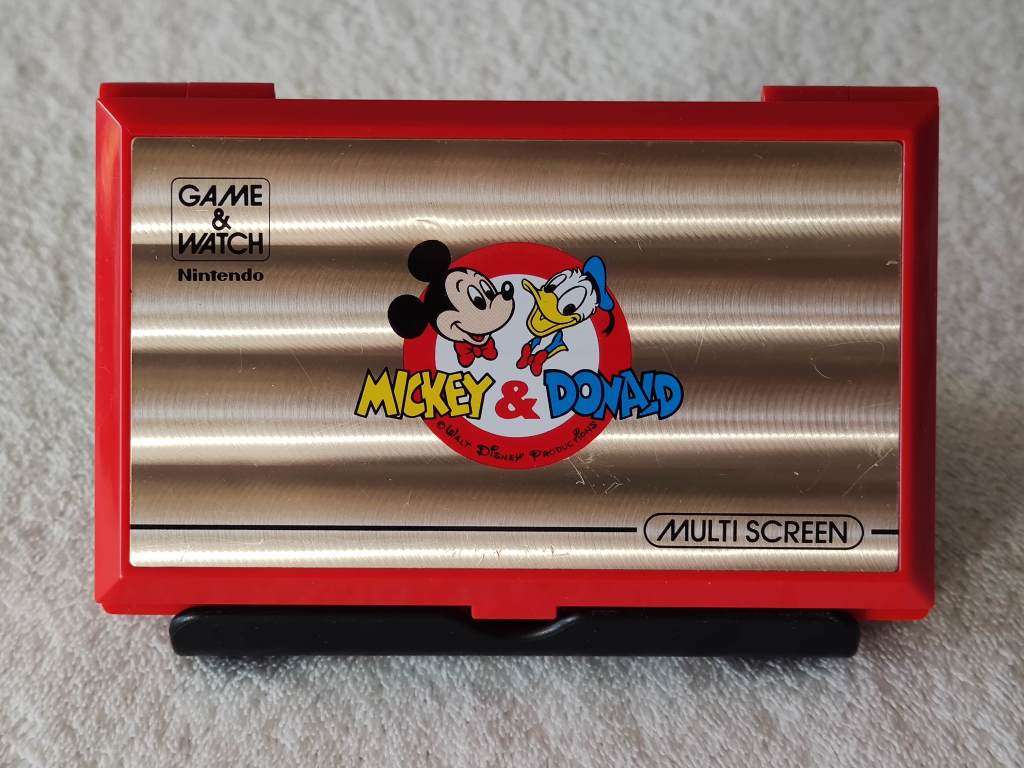 GAME
&
WATCH
Nintendo
MICKEY & DONALD
© WALT DISNEY PRODUCTIONS
MULTI SCREEN